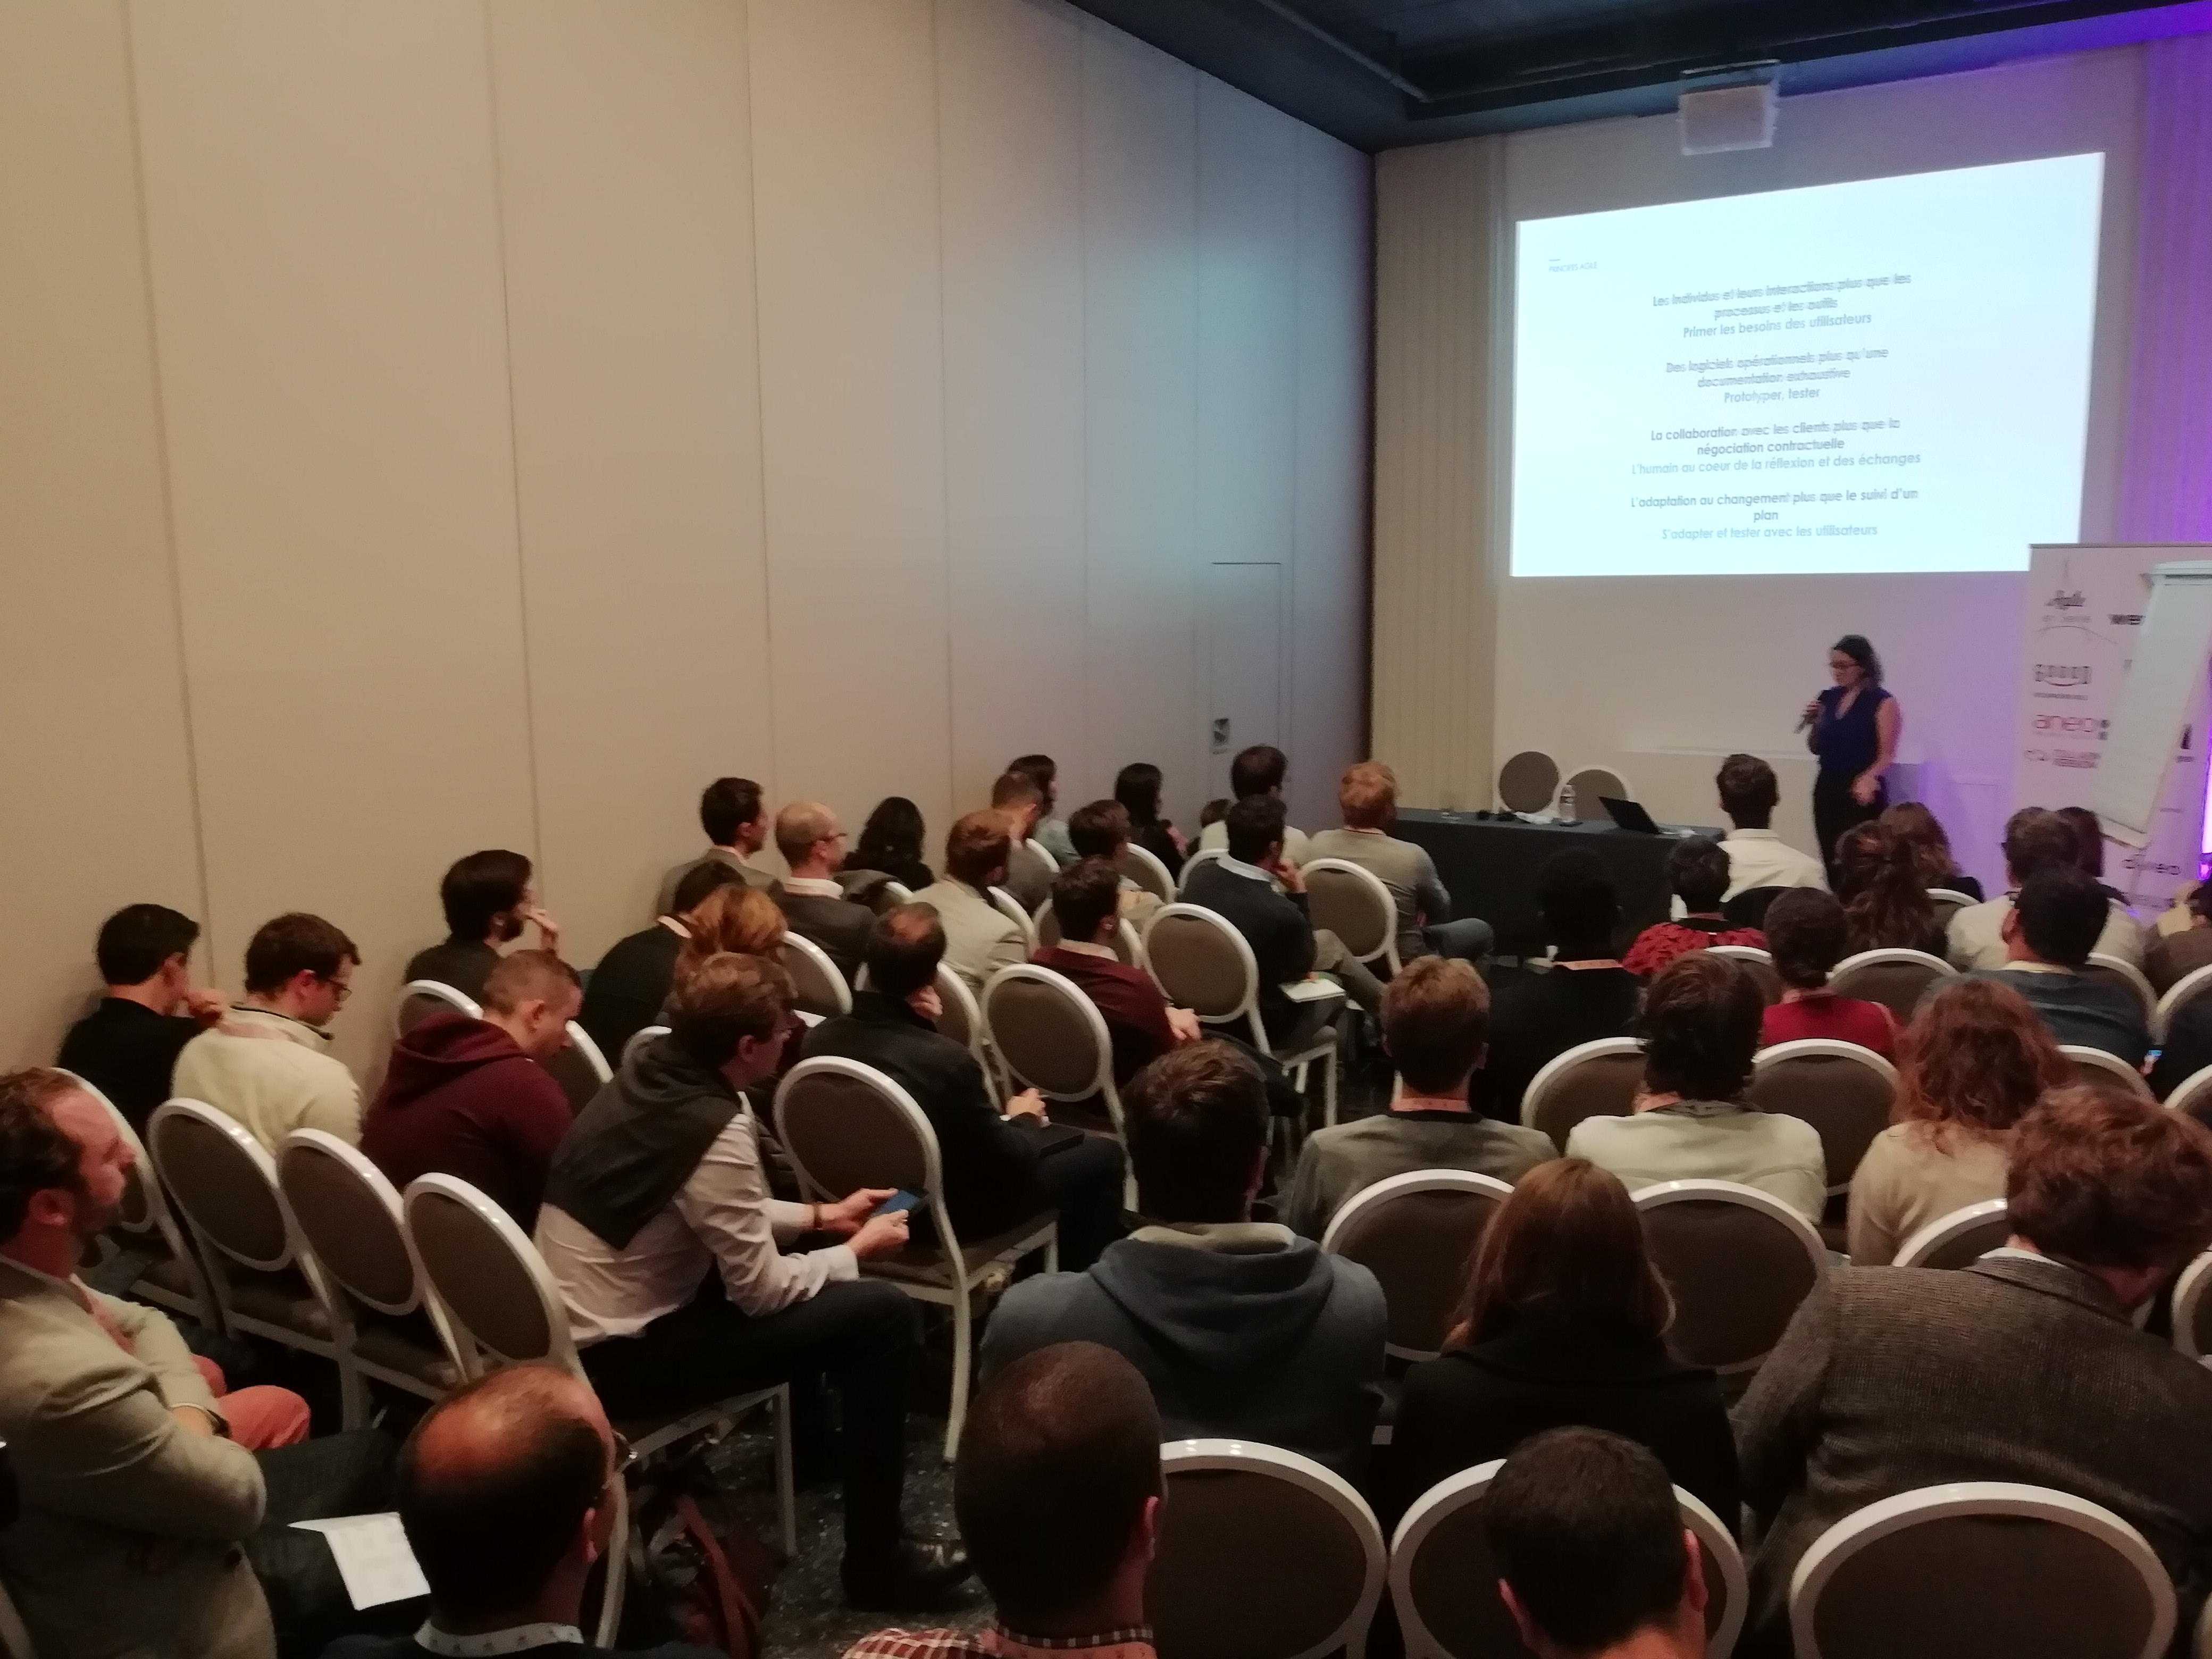 PRINCIPES AGILE
Les individus et leurs interactions plus que les
processus et les outils
Primer les besoins des utilisateurs
Des logiciels opérationnels plus qu'une
documentation exhaustive
Prototyper, tester
La collaboration avec les clients plus que la
négociation contractuelle
L'humain au coeur de la réflexion et des échanges
L'adaptation au changement plus que le suivi d'un
plan
S'adapter et tester avec les utilisateurs
Agile
aneo